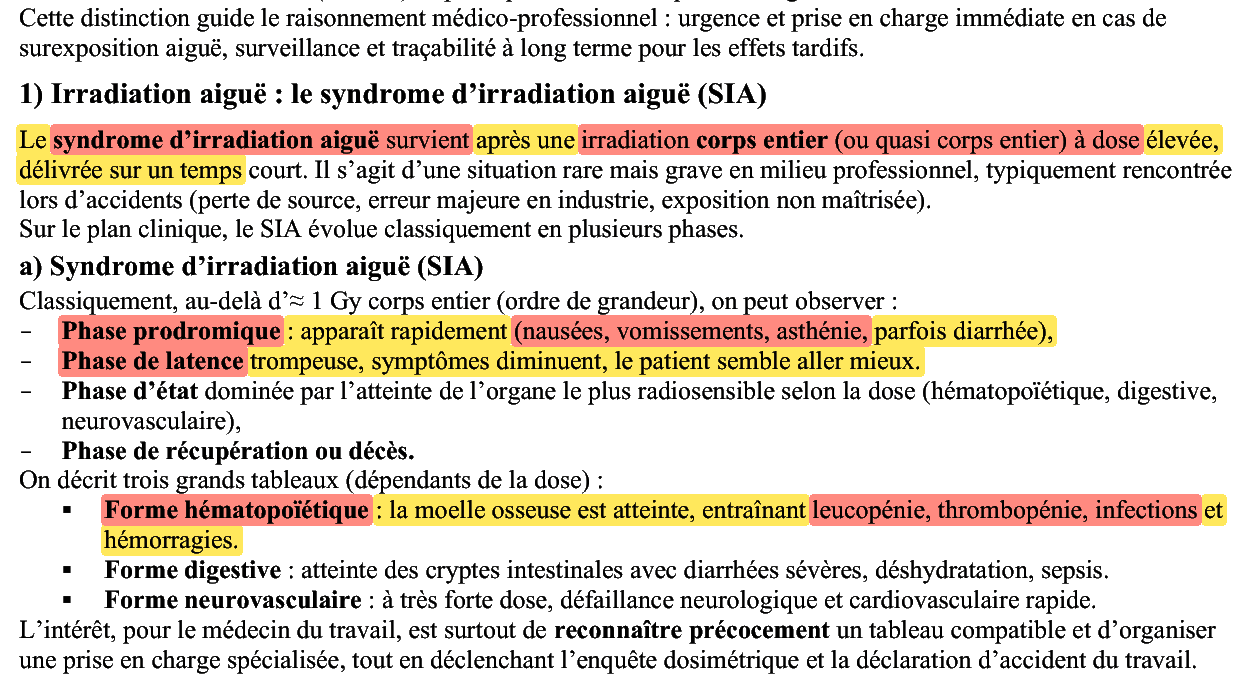 Cette distinction guide le raisonnement médico-professionnel : urgence et prise en charge immédiate en cas de
surexposition aiguë, surveillance et traçabilité à long terme pour les effets tardifs.
1) Irradiation aiguë : le syndrome d’irradiation aiguë (SIA)
Le syndrome d’irradiation aiguë survient après une irradiation corps entier (ou quasi corps entier) à dose élevée,
délivrée sur un temps court. Il s’agit d’une situation rare mais grave en milieu professionnel, typiquement rencontrée
lors d’accidents (perte de source, erreur majeure en industrie, exposition non maîtrisée).
Sur le plan clinique, le SIA évolue classiquement en plusieurs phases.
a) Syndrome d’irradiation aiguë (SIA)
Classiquement, au-delà d’≈ 1 Gy corps entier (ordre de grandeur), on peut observer :
− Phase prodromique : apparaît rapidement (nausées, vomissements, asthénie, parfois diarrhée),
− Phase de latence trompeuse, symptômes diminuent, le patient semble aller mieux.
− Phase d’état dominée par l’atteinte de l’organe le plus radiosensible selon la dose (hématopoïétique, digestive,
neurovasculaire),
− Phase de récupération ou décès.
On décrit trois grands tableaux (dépendants de la dose) :
▪ Forme hématopoïétique : la moelle osseuse est atteinte, entraînant leucopénie, thrombopénie, infections et
hémorragies.
▪ Forme digestive : atteinte des cryptes intestinales avec diarrhées sévères, déshydratation, sepsis.
▪ Forme neurovasculaire : à très forte dose, défaillance neurologique et cardiovasculaire rapide.
L’intérêt, pour le médecin du travail, est surtout de reconnaître précocement un tableau compatible et d’organiser
une prise en charge spécialisée, tout en déclenchant l’enquête dosimétrique et la déclaration d’accident du travail.